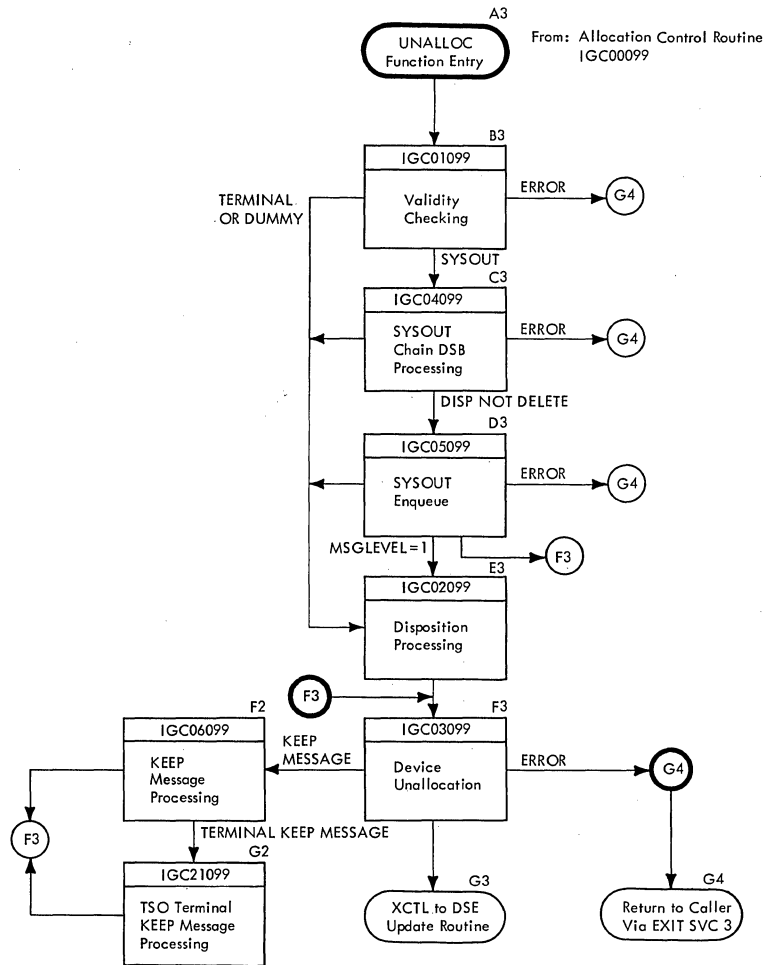 A3
UNALLOC
Function Entry
From: Allocation Control Routine
IGC00099
B3
IGC01099
Validity
Checking
TERMINAL
OR DUMMY
ERROR
G4
SYSOUT
C3
IGC04099
SYSOUT
Chain DSB
Processing
ERROR
G4
DISP NOT DELETE
D3
IGC05099
SYSOUT
Enqueue
ERROR
G4
MSGLEVEL=1
F3
E3
IGC02099
Disposition
Processing
F3
F2
IGC06099
KEEP
Message
Processing
KEEP
MESSAGE
F3
IGC03099
Device
Unallocation
ERROR
G4
F3
TERMINAL KEEP MESSAGE
G2
IGC21099
TSO Terminal
KEEP Message
Processing
G3
XCTL to DSE
Update Routine
G4
Return to Caller
Via EXIT SVC 3